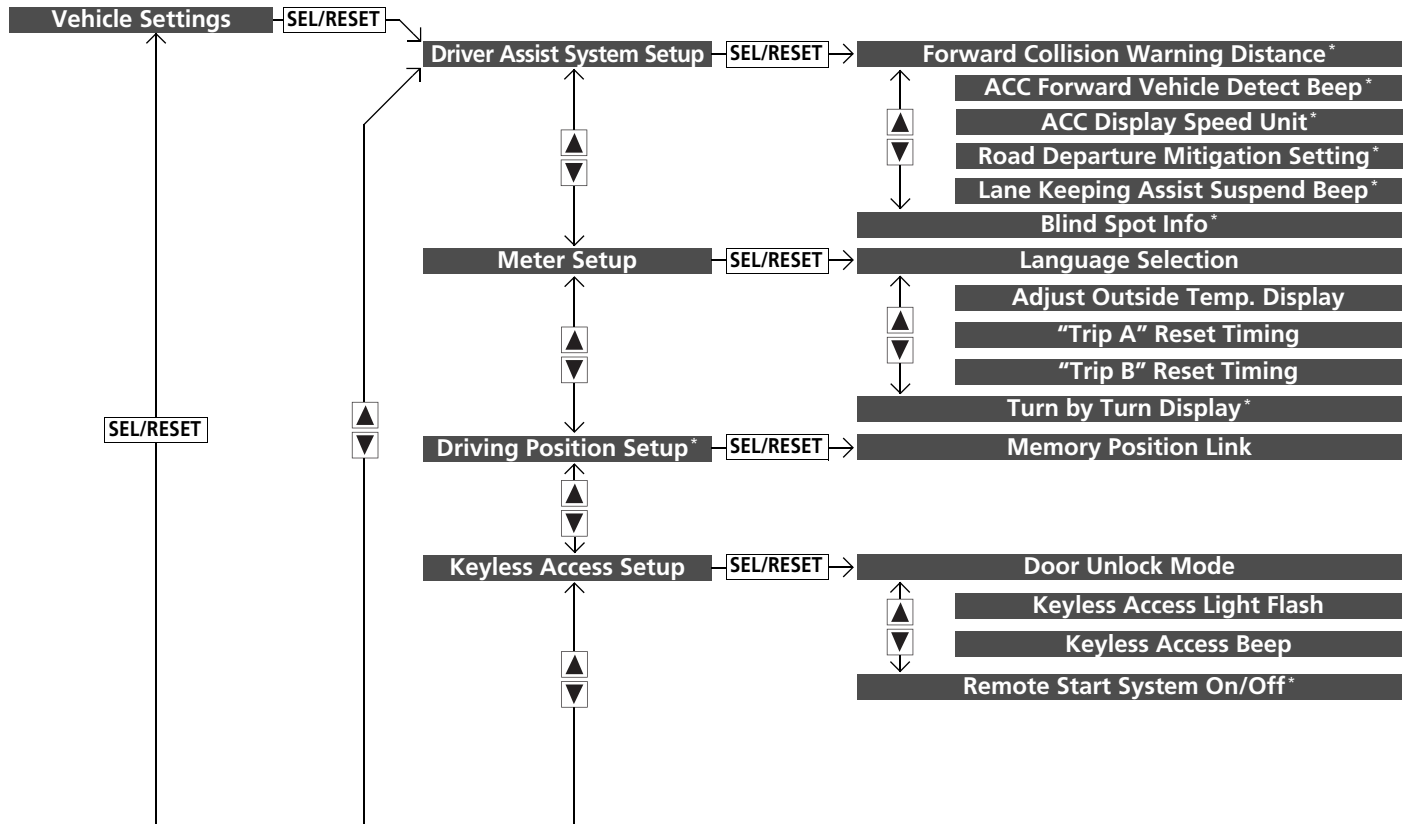 Vehicle Settings SEL/RESET
Driver Assist System Setup SEL/RESET Forward Collision Warning Distance*
ACC Forward Vehicle Detect Beep*
▲ ▲ ACC Display Speed Unit*
▼ ▼ Road Departure Mitigation Setting*
Lane Keeping Assist Suspend Beep*
Blind Spot Info*
Meter Setup SEL/RESET Language Selection
Adjust Outside Temp. Display
▲ ▲ “Trip A” Reset Timing
▼ ▼ “Trip B” Reset Timing
Turn by Turn Display*
SEL/RESET ▲ ▼
Driving Position Setup* SEL/RESET Memory Position Link
▲
▼
Keyless Access Setup SEL/RESET Door Unlock Mode
▲ Keyless Access Light Flash
▼ Keyless Access Beep
▲ ▼ Remote Start System On/Off*